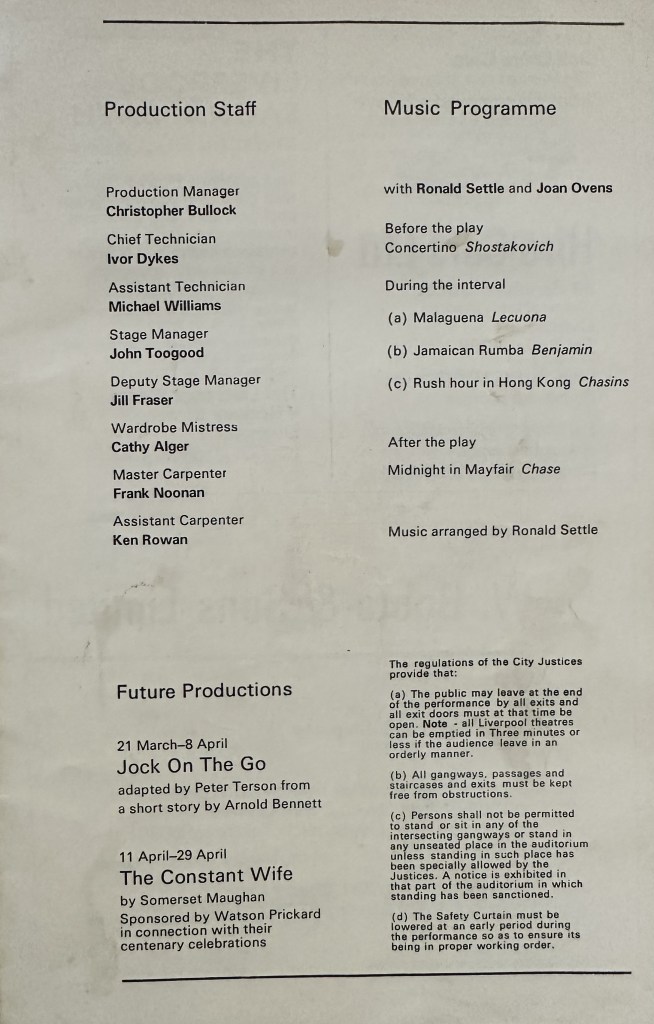 Production Staff
Production Manager
Christopher Bullock
Chief Technician
Ivor Dykes
Assistant Technician
Michael Williams
Stage Manager
John Toogood
Deputy Stage Manager
Jill Fraser
Wardrobe Mistress
Cathy Alger
Master Carpenter
Frank Noonan
Assistant Carpenter
Ken Rowan
Music Programme
with Ronald Settle and Joan Ovens
Before the play
Concertino Shostakovich
During the interval
(a) Malaguena Lecuona
(b) Jamaican Rumba Benjamin
(c) Rush hour in Hong Kong Chasins
After the play
Midnight in Mayfair Chase
Music arranged by Ronald Settle
Future Productions
21 March–8 April
Jock On The Go
adapted by Peter Terson from
a short story by Arnold Bennett
11 April–29 April
The Constant Wife
by Somerset Maughan
Sponsored by Watson Prickard
in connection with their
centenary celebrations
The regulations of the City Justices
provide that:
(a) The public may leave at the end
of the performance by all exits and
all exit doors must at that time be
open. Note - all Liverpool theatres
can be emptied in Three minutes or
less if the audience leave in an
orderly manner.
(b) All gangways, passages and
staircases and exits must be kept
free from obstructions.
(c) Persons shall not be permitted
to stand or sit in any of the
intersecting gangways or stand in
any unseated place in the auditorium
unless standing in such place has
been specially allowed by the
Justices. A notice is exhibited in
that part of the auditorium in which
standing has been sanctioned.
(d) The Safety Curtain must be
lowered at an early period during
the performance so as to ensure its
being in proper working order.